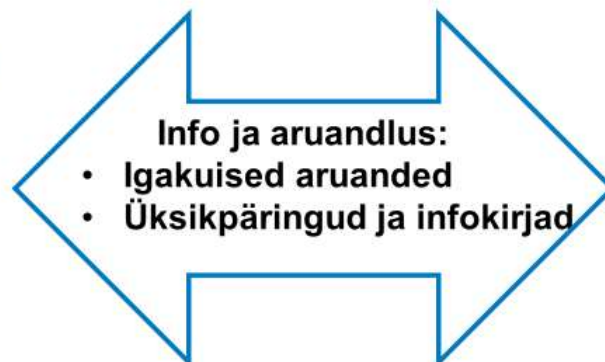 Info ja aruandlus:
• Igakuised aruanded
• Üksikpäringud ja infokirjad